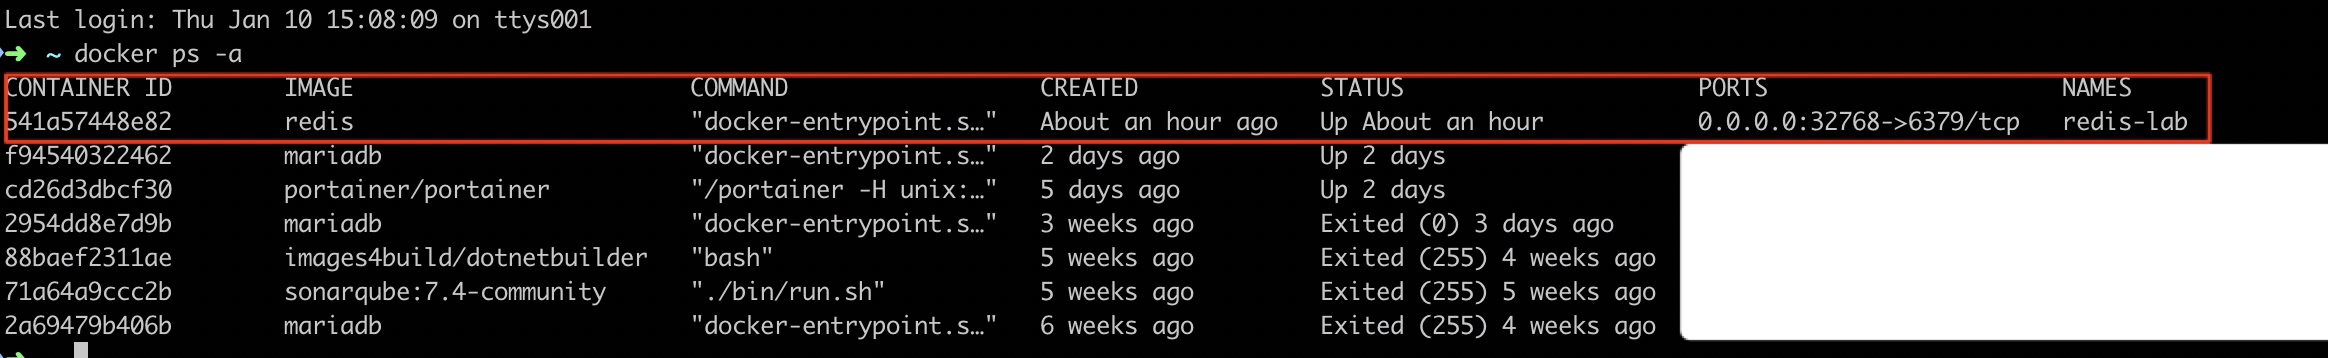 Last login: Thu Jan 10 15:08:09 on ttys001
➜ ~ docker ps -a
CONTAINER ID IMAGE COMMAND CREATED STATUS PORTS NAMES
541a57448e82 redis "docker-entrypoint.s…" About an hour ago Up About an hour 0.0.0.0:32768->6379/tcp redis-lab
f94540322462 mariadb "docker-entrypoint.s…" 2 days ago Up 2 days
cd26d3dbcf30 portainer/portainer "/portainer -H unix:…" 5 days ago Up 2 days
2954dd8e7d9b mariadb "docker-entrypoint.s…" 3 weeks ago Exited (0) 3 days ago
88baef2311ae images4build/dotnetbuilder "bash" 5 weeks ago Exited (255) 4 weeks ago
71a64a9ccc2b sonarqube:7.4-community "./bin/run.sh" 5 weeks ago Exited (255) 5 weeks ago
2a69479b406b mariadb "docker-entrypoint.s…" 6 weeks ago Exited (255) 4 weeks ago